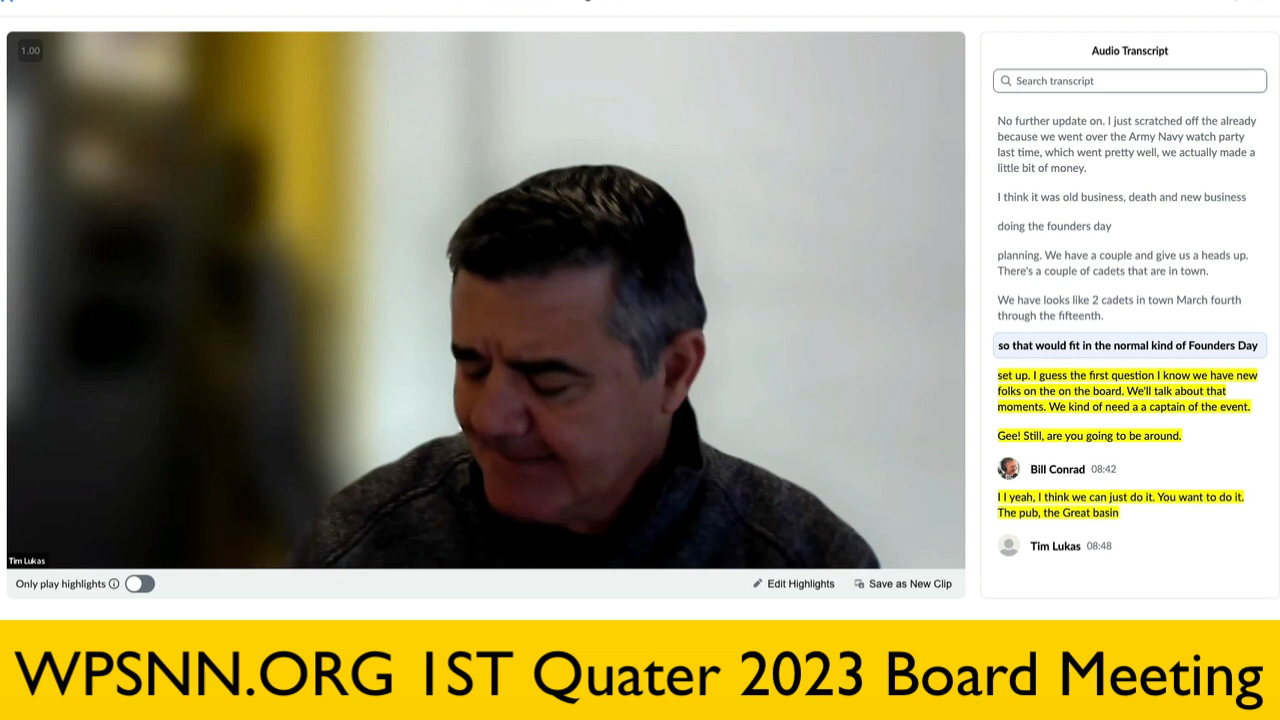 1.00
Tim Lukas
Only play highlights
Edit Highlights
Save as New Clip
Audio Transcript
Search transcript
No further update on. I just scratched off the already
because we went over the Army Navy watch party
last time, which went pretty well, we actually made a
little bit of money.
I think it was old business, death and new business
doing the founders day
planning. We have a couple and give us a heads up.
There's a couple of cadets that are in town.
We have looks like 2 cadets in town March fourth
through the fifteenth.
so that would fit in the normal kind of Founders Day
set up. I guess the first question I know we have new
folks on the on the board. We'll talk about that
moments. We kind of need a a captain of the event.
Gee! Still, are you going to be around.
Bill Conrad 08:42
I I yeah, I think we can just do it. You want to do it.
The pub, the Great basin
Tim Lukas 08:48
WPSNN.ORG 1ST Quater 2023 Board Meeting